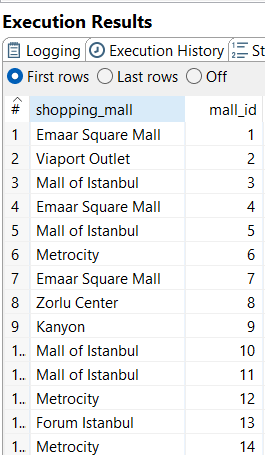 Execution Results
Logging Execution History St
First rows Last rows Off
# shopping_mall mall_id
1 Emaar Square Mall 1
2 Viaport Outlet 2
3 Mall of Istanbul 3
4 Emaar Square Mall 4
5 Mall of Istanbul 5
6 Metrocity 6
7 Emaar Square Mall 7
8 Zorlu Center 8
9 Kanyon 9
1.. Mall of Istanbul 10
1.. Mall of Istanbul 11
1.. Metrocity 12
1.. Forum Istanbul 13
1.. Metrocity 14